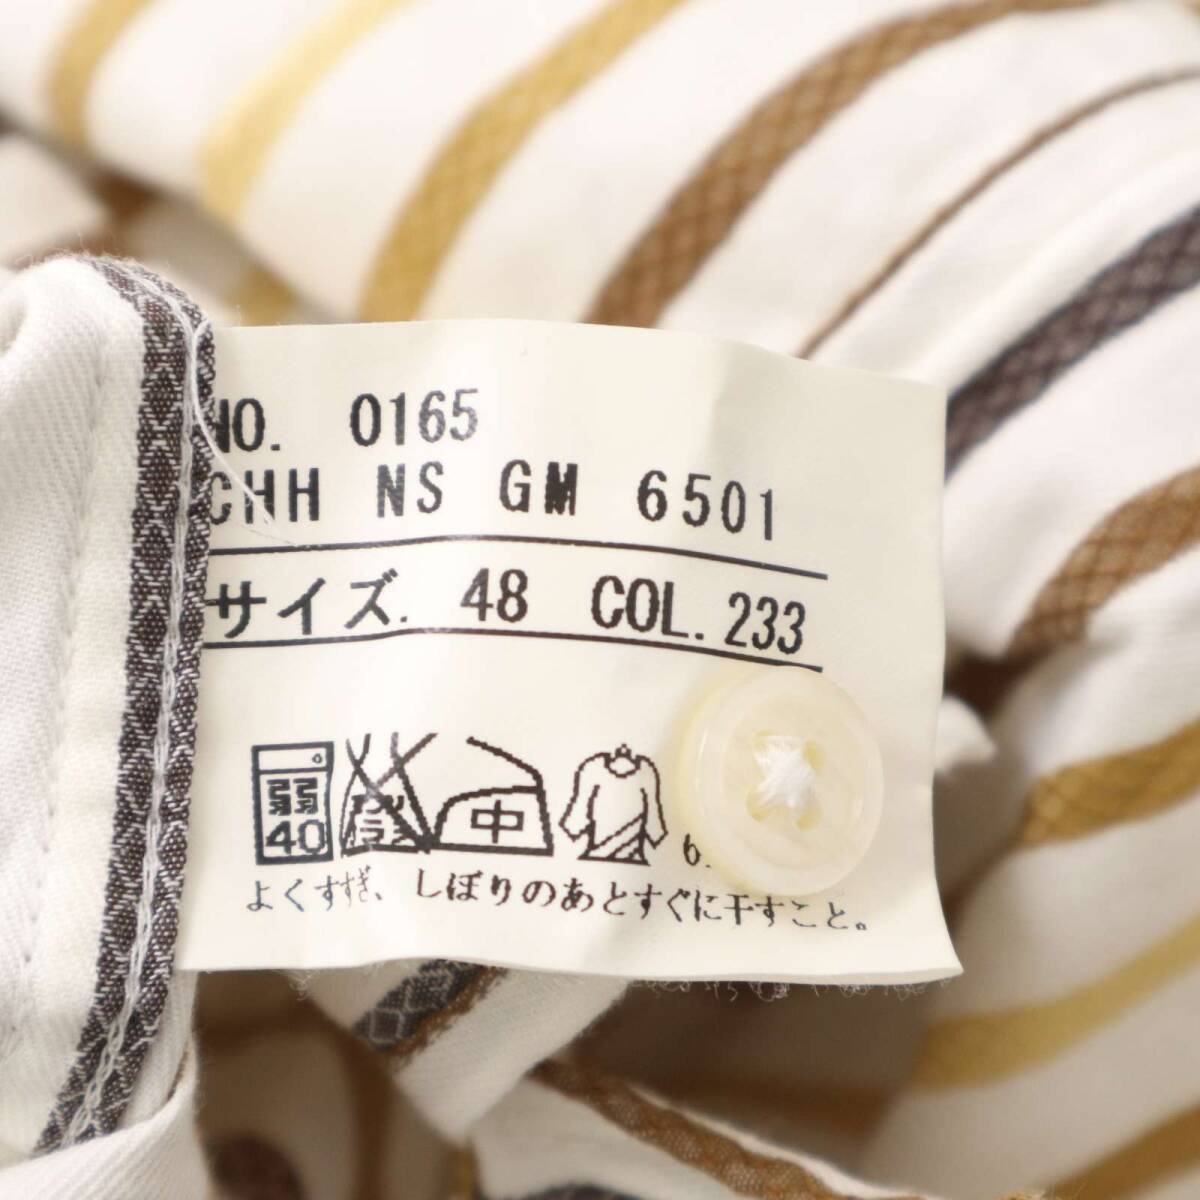 NO. 0165
CHH NS GM 6501
サイズ. 48 COL. 233
弱
40
中
よくすすぎ、しぼりのあとすぐに干すこと。